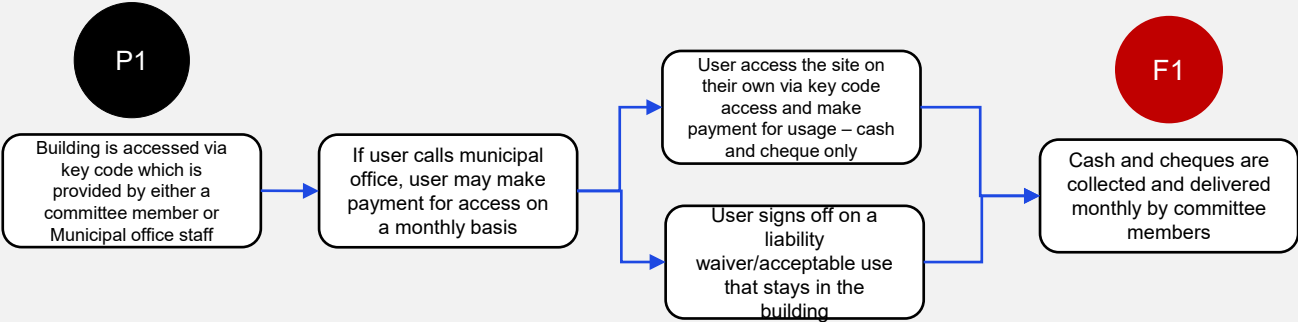 P1
Building is accessed via
key code which is
provided by either a
committee member or
Municipal office staff
If user calls municipal
office, user may make
payment for access on
a monthly basis
User access the site on
their own via key code
access and make
payment for usage – cash
and cheque only
User signs off on a
liability
waiver/acceptable use
that stays in the
building
F1
Cash and cheques are
collected and delivered
monthly by committee
members